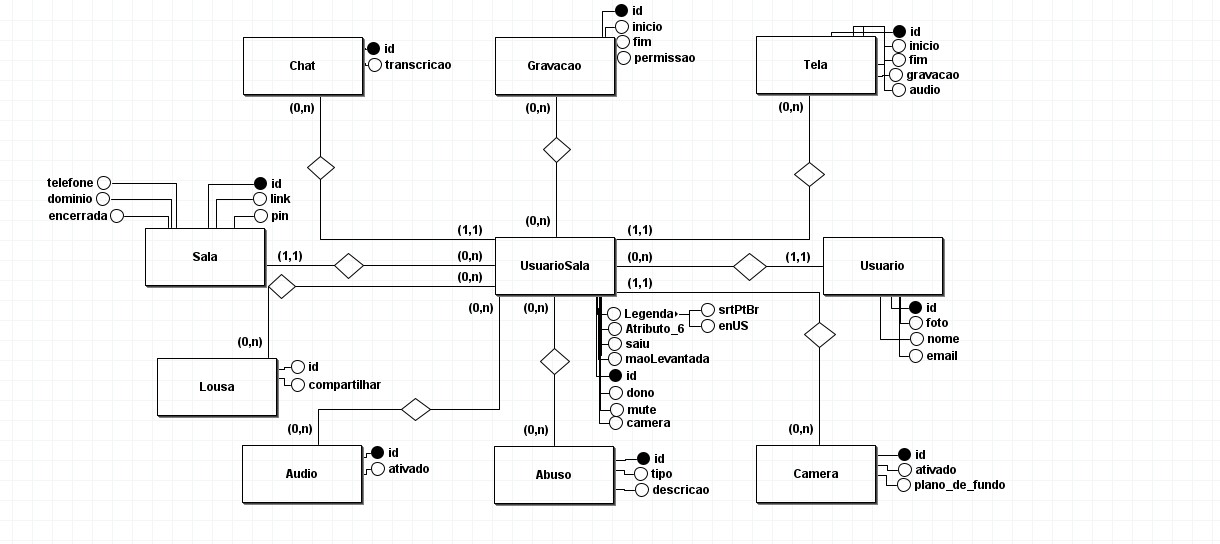 id
inicio
fim
permissao
id
inicio
fim
gravacao
audio
Chat
id
transcricao
Gravacao
Tela
(0,n)
(0,n)
(0,n)
telefone
dominio
encerrada
id
link
pin
(0,n)
(1,1)
(1,1)
Sala
(1,1)
(0,n)
UsuarioSala
(0,n)
(1,1)
Usuario
(0,n)
(1,1)
(0,n)
(0,n)
Legenda
srtPtBr
enUS
Atributo_6
saiu
maoLevantada
id
dono
mute
camera
id
foto
nome
email
(0,n)
Lousa
id
compartilhar
(0,n)
(0,n)
(0,n)
Audio
id
ativado
Abuso
id
tipo
descricao
Camera
id
ativado
plano_de_fundo